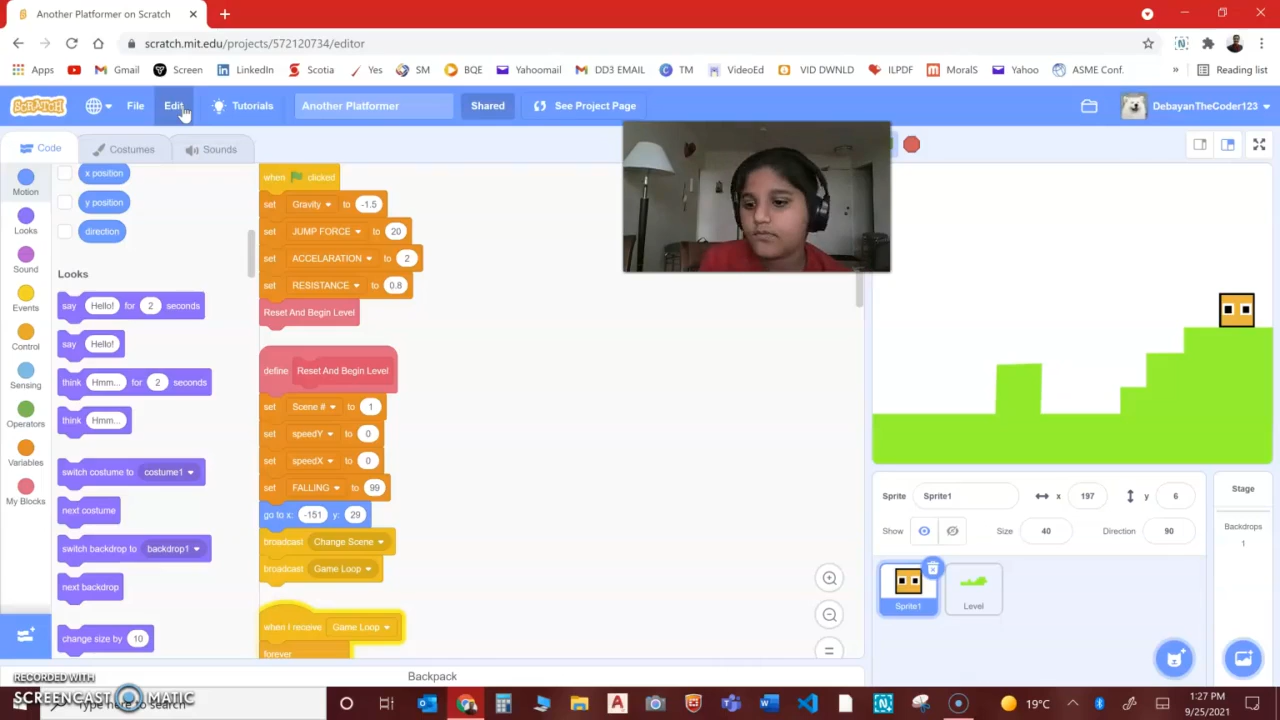 Another Platformer on Scratch
scratch.mit.edu/projects/572120734/editor
Apps Gmail Screen LinkedIn Scotia Yes SM BQE Yahoomail DD3 EMAIL TM VideoEd VID DWNLD ILPDF MoralS Yahoo ASME Conf. » Reading list
SCRATCH File Edit Tutorials Another Platformer Shared See Project Page DebayanTheCoder123
Code Costumes Sounds
Motion
Looks
Sound
Events
Control
Sensing
Operators
Variables
My Blocks
x position
y position
direction
Looks
say Hello! for 2 seconds
say Hello!
think Hmm... for 2 seconds
think Hmm...
switch costume to costume1
next costume
switch backdrop to backdrop1
next backdrop
change size by 10
when clicked
set Gravity to -1.5
set JUMP FORCE to 20
set ACCELARATION to 2
set RESISTANCE to 0.8
Reset And Begin Level
define Reset And Begin Level
set Scene # to 1
set speedY to 0
set speedX to 0
set FALLING to 99
go to x: -151 y: 29
broadcast Change Scene
broadcast Game Loop
when I receive Game Loop
forever
Sprite Sprite1 x 197 y 6
Show Size 40 Direction 90
Sprite1
Level
Stage
Backdrops
1
Backpack
RECORDED WITH
SCREENCAST MATIC
Type here to search
19°C
1:27 PM
9/25/2021